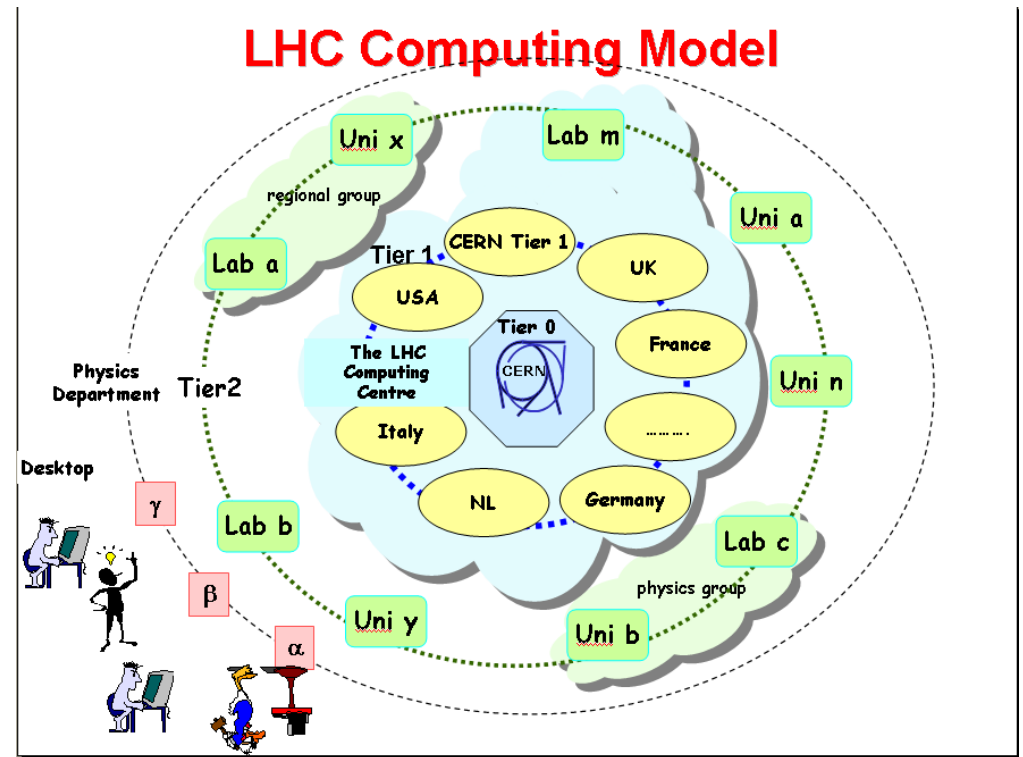 LHC Computing Model
Uni x
Lab m
regional group
Uni a
Lab a
CERN Tier 1
Tier 1
UK
USA
Tier 0
France
The LHC
Computing
Centre
CERN
Physics
Department
Tier2
Uni n
Italy
……….
Desktop
NL
Germany
γ
Lab b
Lab c
physics group
β
Uni y
Uni b
α